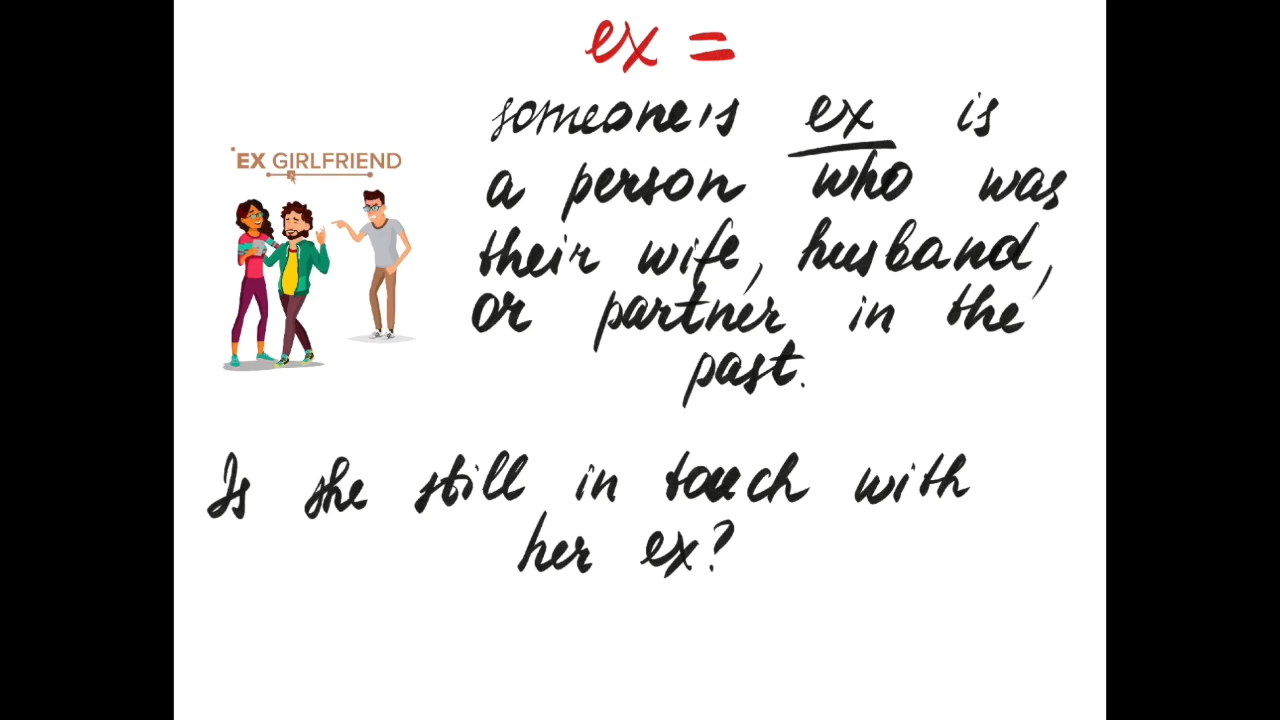 ex =
someone's ex is
a person who was
their wife, husband,
or partner in the
past.
EX GIRLFRIEND
Is she still in touch with
her ex?